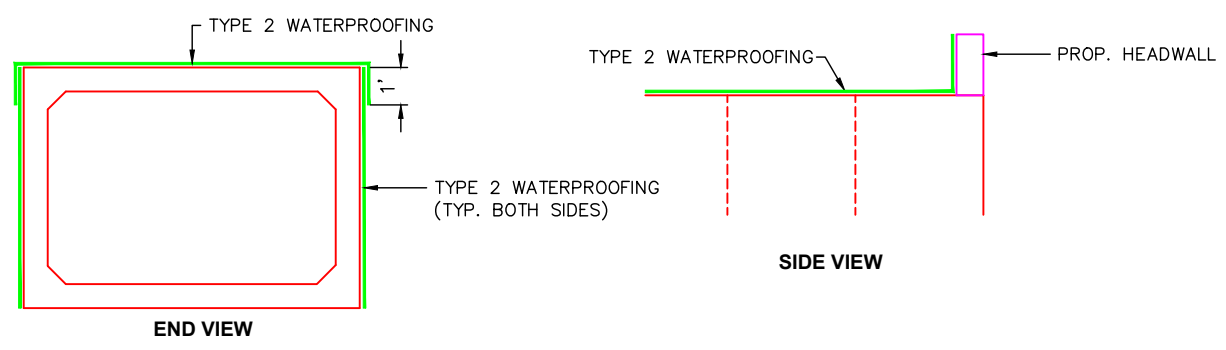 TYPE 2 WATERPROOFING
1'
TYPE 2 WATERPROOFING
(TYP. BOTH SIDES)
END VIEW
TYPE 2 WATERPROOFING
PROP. HEADWALL
SIDE VIEW